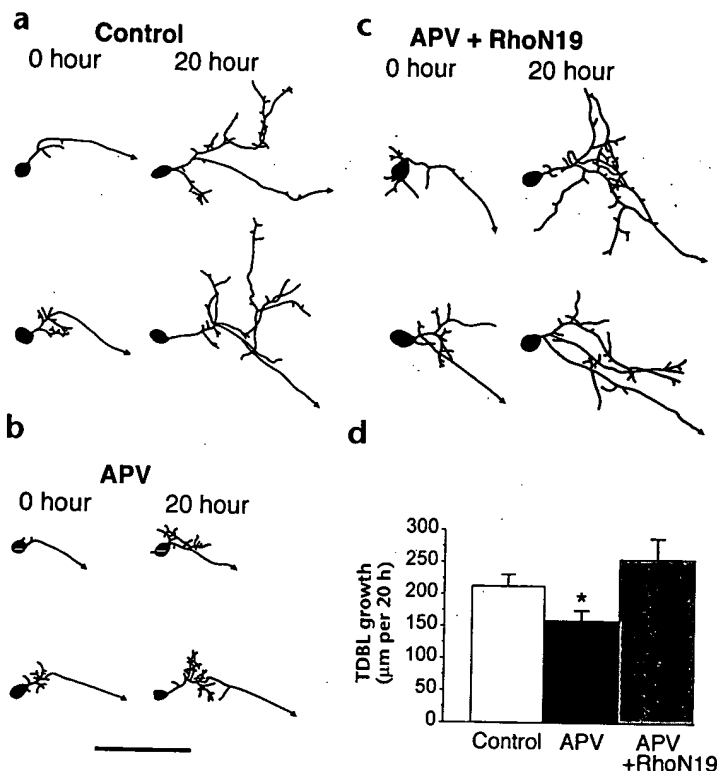 a
Control
0 hour 20 hour
b
APV
0 hour 20 hour
c
APV + RhoN19
0 hour 20 hour
d
TDBL growth
(µm per 20 h)
300
250
200
150
100
50
0
*
Control APV APV
+RhoN19